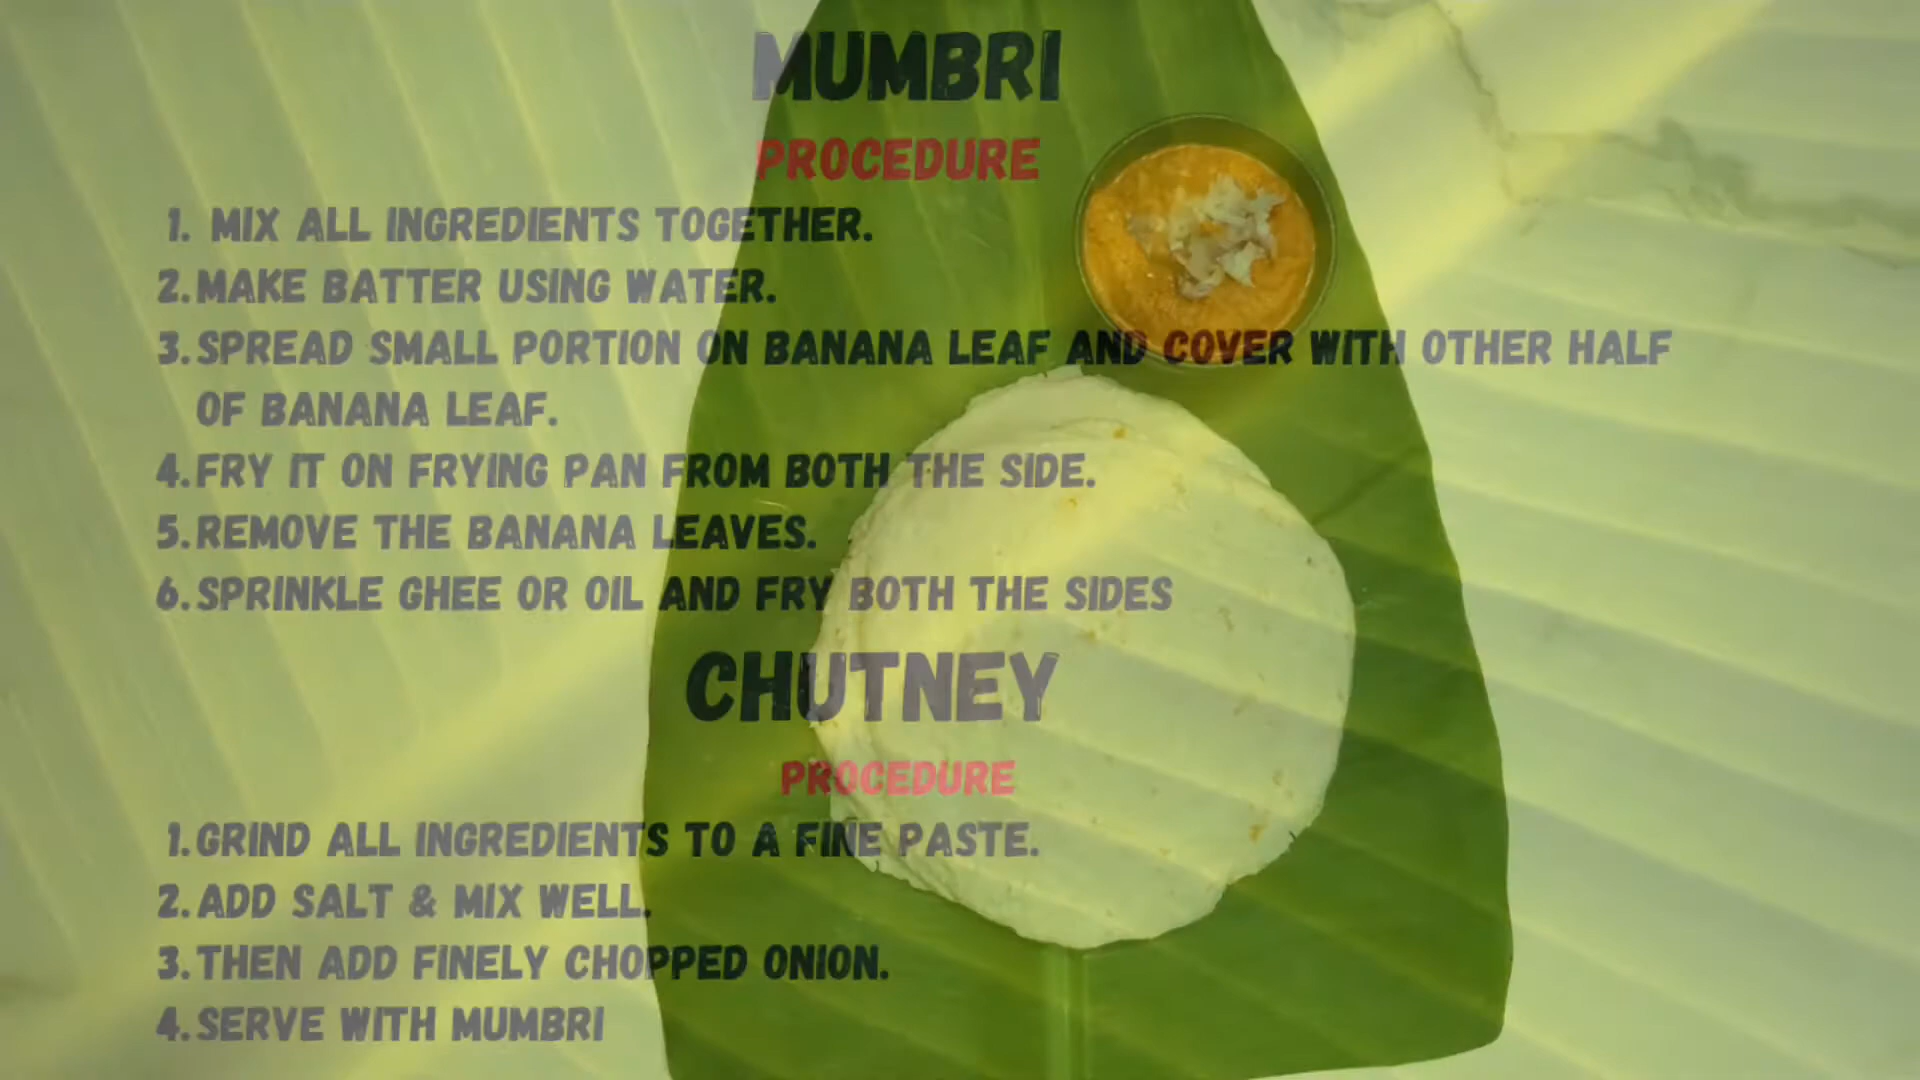 MUMBRI
PROCEDURE
1. MIX ALL INGREDIENTS TOGETHER.
2. MAKE BATTER USING WATER.
3. SPREAD SMALL PORTION ON BANANA LEAF AND COVER WITH OTHER HALF
OF BANANA LEAF.
4. FRY IT ON FRYING PAN FROM BOTH THE SIDE.
5. REMOVE THE BANANA LEAVES.
6. SPRINKLE GHEE OR OIL AND FRY BOTH THE SIDES
CHUTNEY
PROCEDURE
1. GRIND ALL INGREDIENTS TO A FINE PASTE.
2. ADD SALT & MIX WELL.
3. THEN ADD FINELY CHOPPED ONION.
4. SERVE WITH MUMBRI